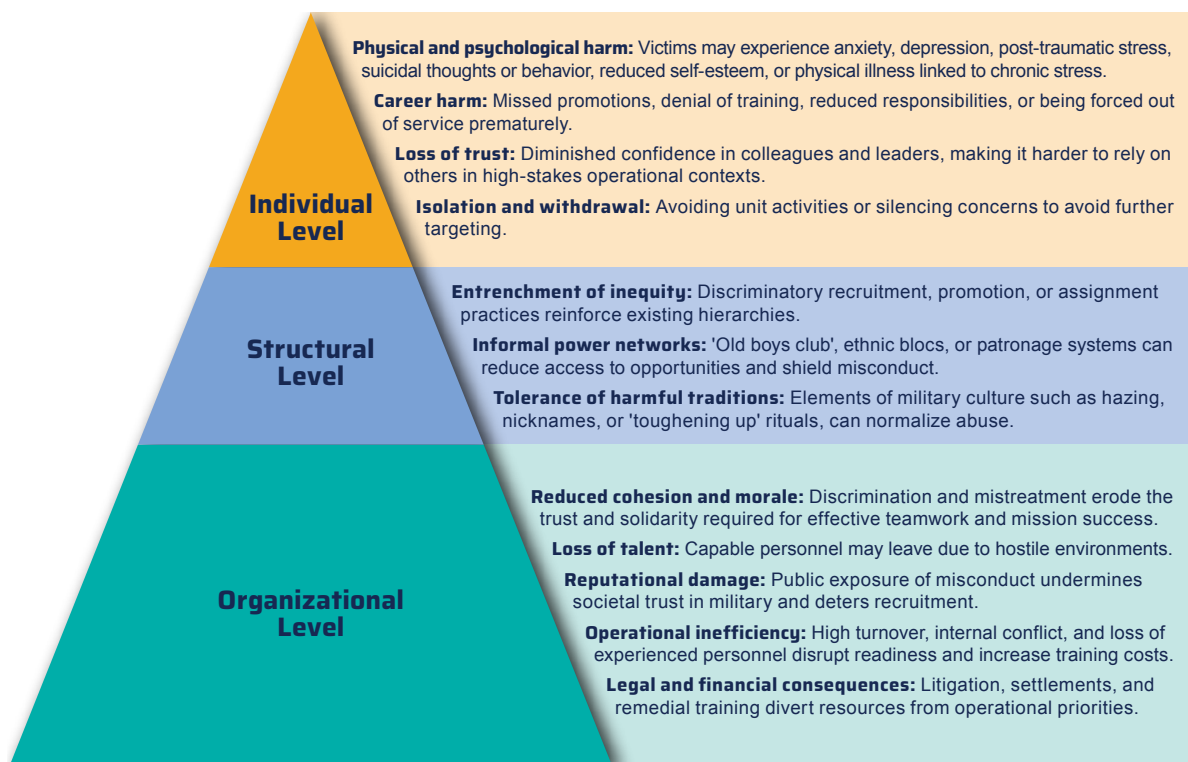 Physical and psychological harm: Victims may experience anxiety, depression, post-traumatic stress,
suicidal thoughts or behavior, reduced self-esteem, or physical illness linked to chronic stress.
Career harm: Missed promotions, denial of training, reduced responsibilities, or being forced out
of service prematurely.
Loss of trust: Diminished confidence in colleagues and leaders, making it harder to rely on
others in high-stakes operational contexts.
Isolation and withdrawal: Avoiding unit activities or silencing concerns to avoid further
targeting.
Individual
Level
Entrenchment of inequity: Discriminatory recruitment, promotion, or assignment
practices reinforce existing hierarchies.
Informal power networks: 'Old boys club', ethnic blocs, or patronage systems can
reduce access to opportunities and shield misconduct.
Tolerance of harmful traditions: Elements of military culture such as hazing,
nicknames, or 'toughening up' rituals, can normalize abuse.
Structural
Level
Reduced cohesion and morale: Discrimination and mistreatment erode the
trust and solidarity required for effective teamwork and mission success.
Loss of talent: Capable personnel may leave due to hostile environments.
Reputational damage: Public exposure of misconduct undermines
societal trust in military and deters recruitment.
Operational inefficiency: High turnover, internal conflict, and loss of
experienced personnel disrupt readiness and increase training costs.
Legal and financial consequences: Litigation, settlements, and
remedial training divert resources from operational priorities.
Organizational
Level